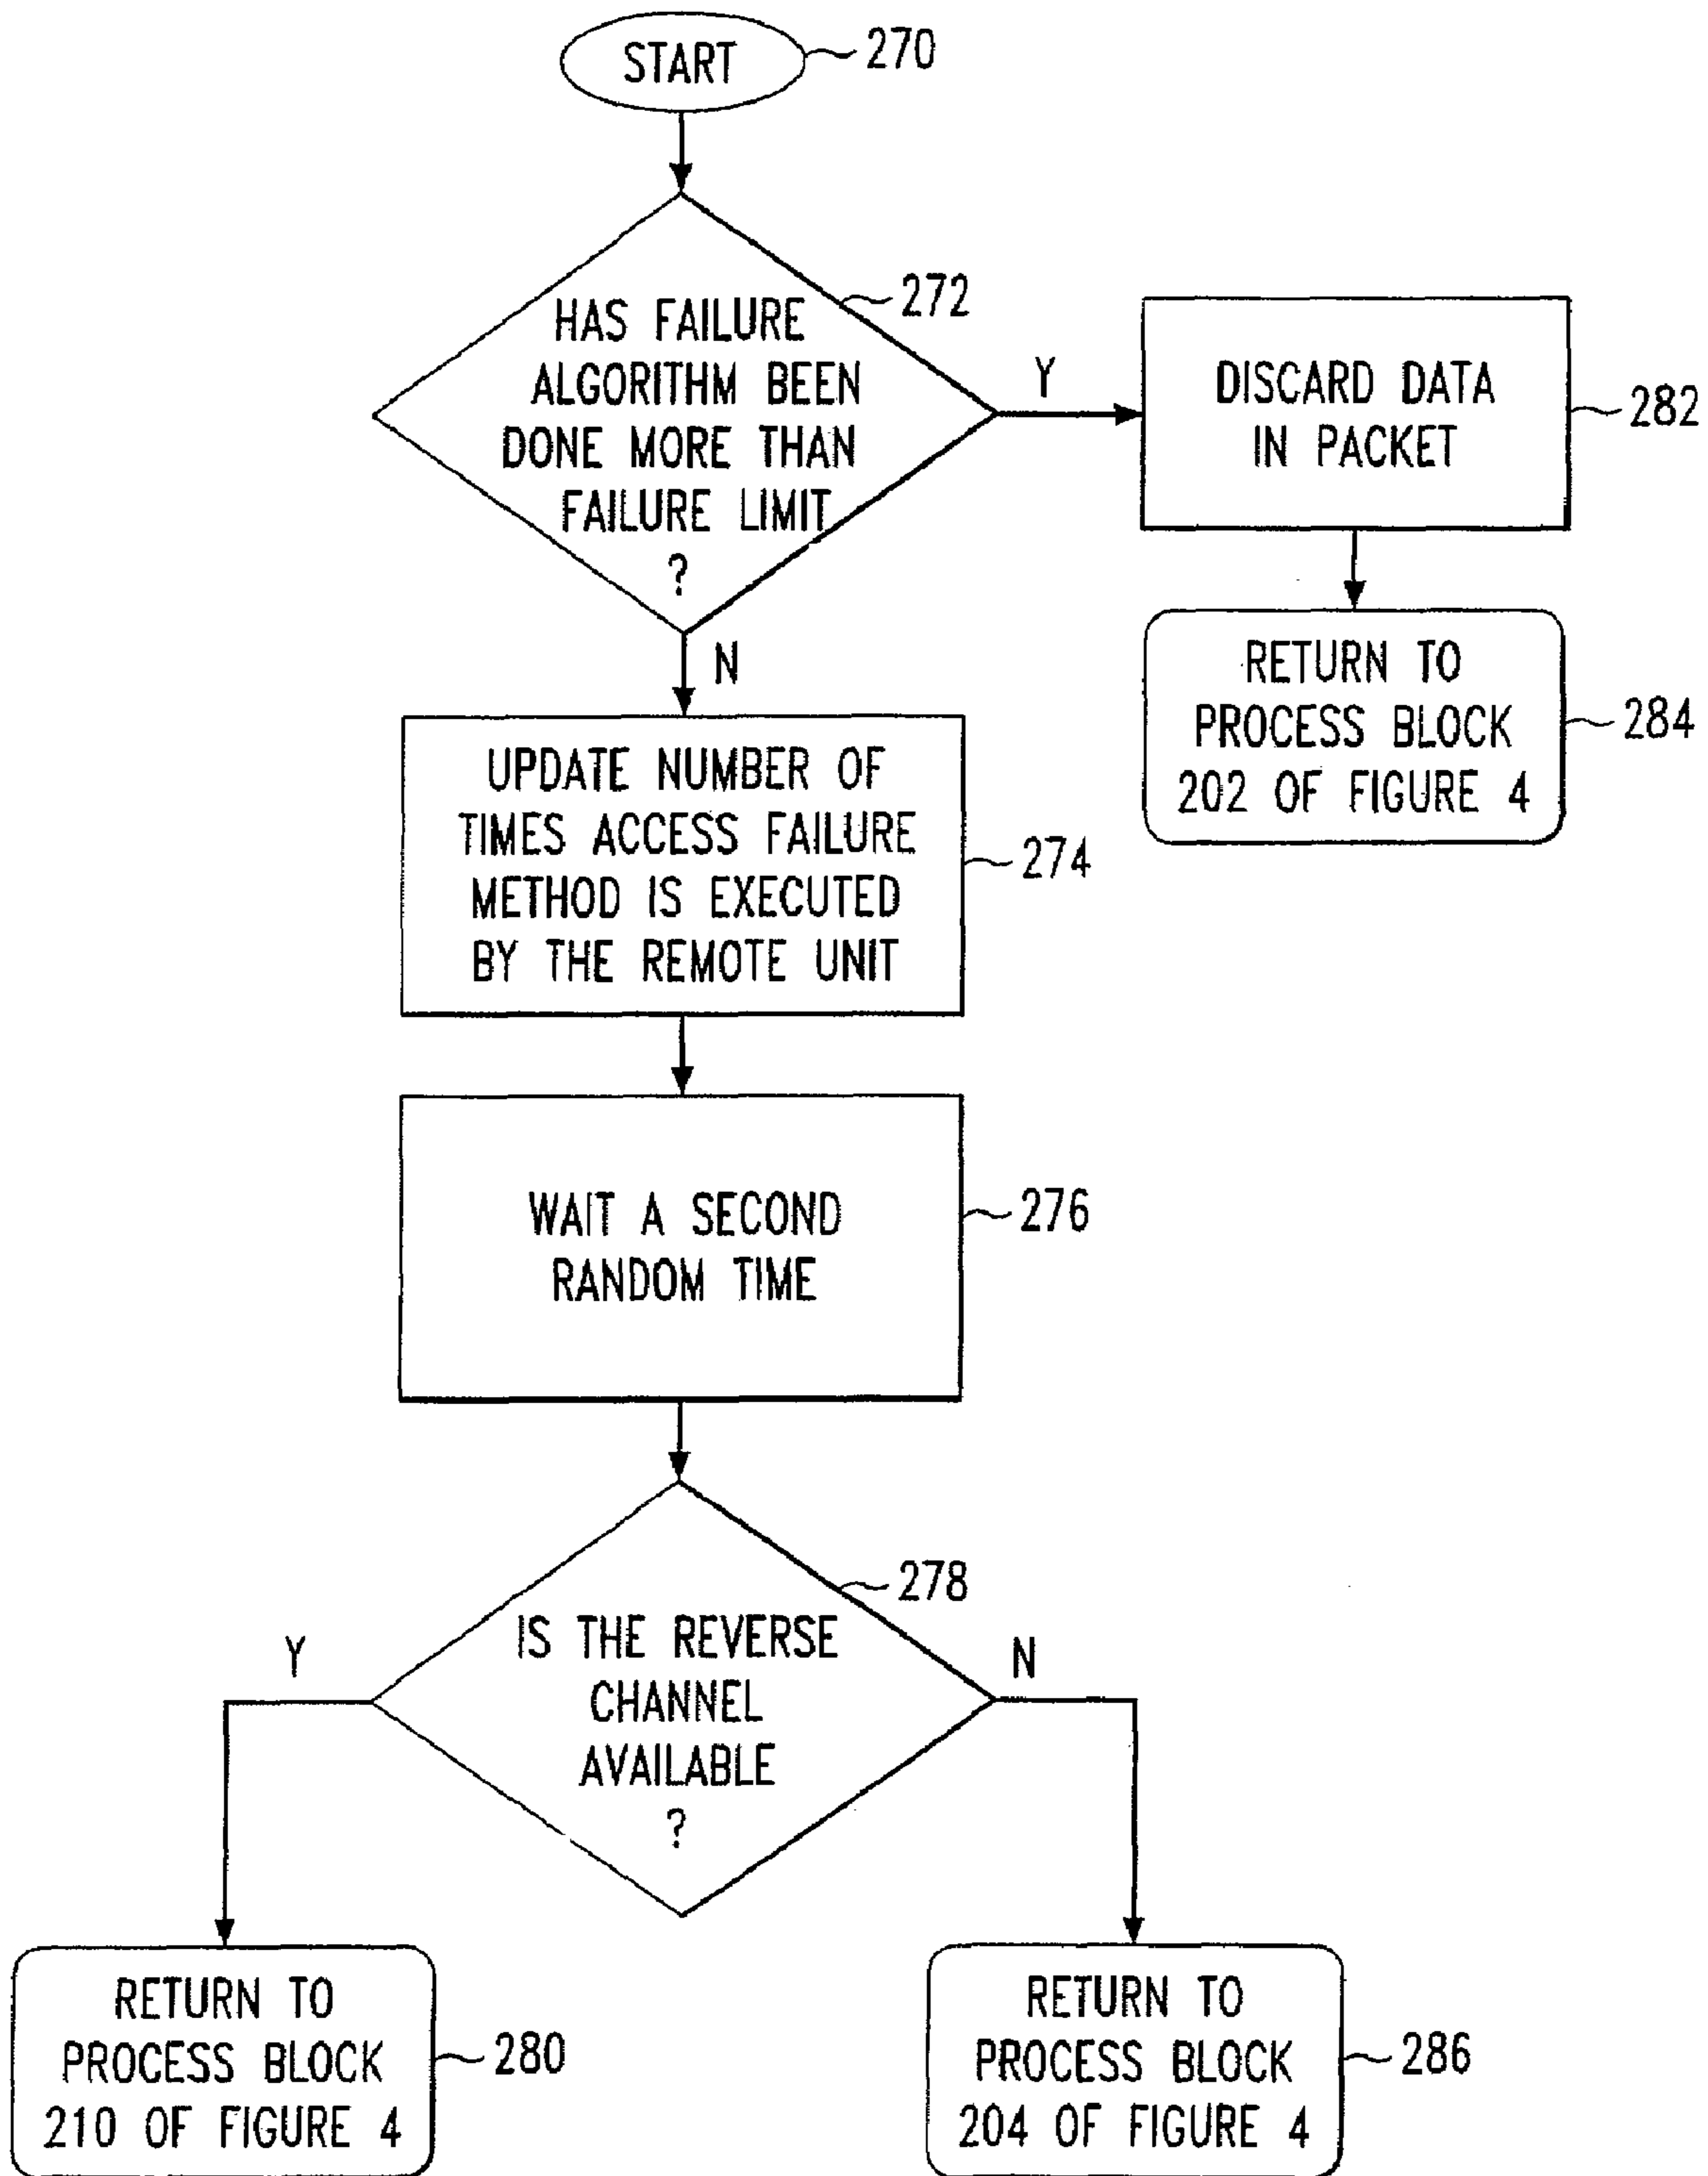 START
270
HAS FAILURE
ALGORITHM BEEN
DONE MORE THAN
FAILURE LIMIT
?
272
Y
DISCARD DATA
IN PACKET
282
RETURN TO
PROCESS BLOCK
202 OF FIGURE 4
284
N
UPDATE NUMBER OF
TIMES ACCESS FAILURE
METHOD IS EXECUTED
BY THE REMOTE UNIT
274
WAIT A SECOND
RANDOM TIME
276
IS THE REVERSE
CHANNEL
AVAILABLE
?
278
Y
N
RETURN TO
PROCESS BLOCK
210 OF FIGURE 4
280
RETURN TO
PROCESS BLOCK
204 OF FIGURE 4
286